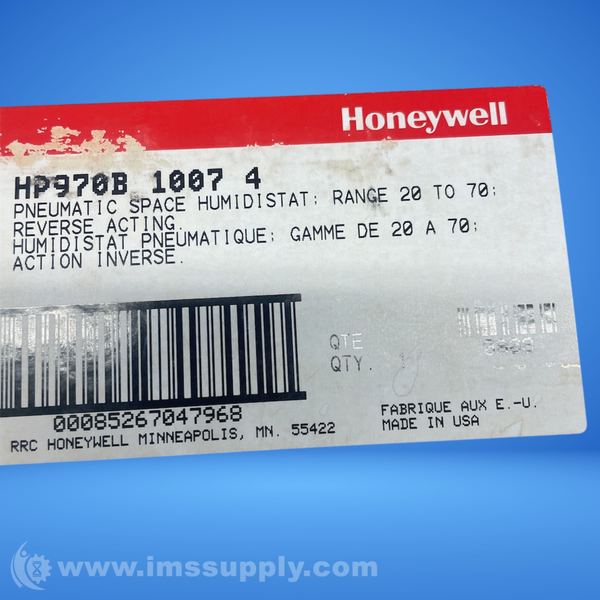 Honeywell
HP970B 1007 4
PNEUMATIC SPACE HUMIDISTAT; RANGE 20 TO 70;
REVERSE ACTING.
HUMIDISTAT PNEUMATIQUE; GAMME DE 20 A 70;
ACTION INVERSE.
QTE
QTY.
00085267047968
FABRIQUE AUX E.-U.
MADE IN USA
RRC HONEYWELL MINNEAPOLIS, MN. 55422
www.imssupply.com